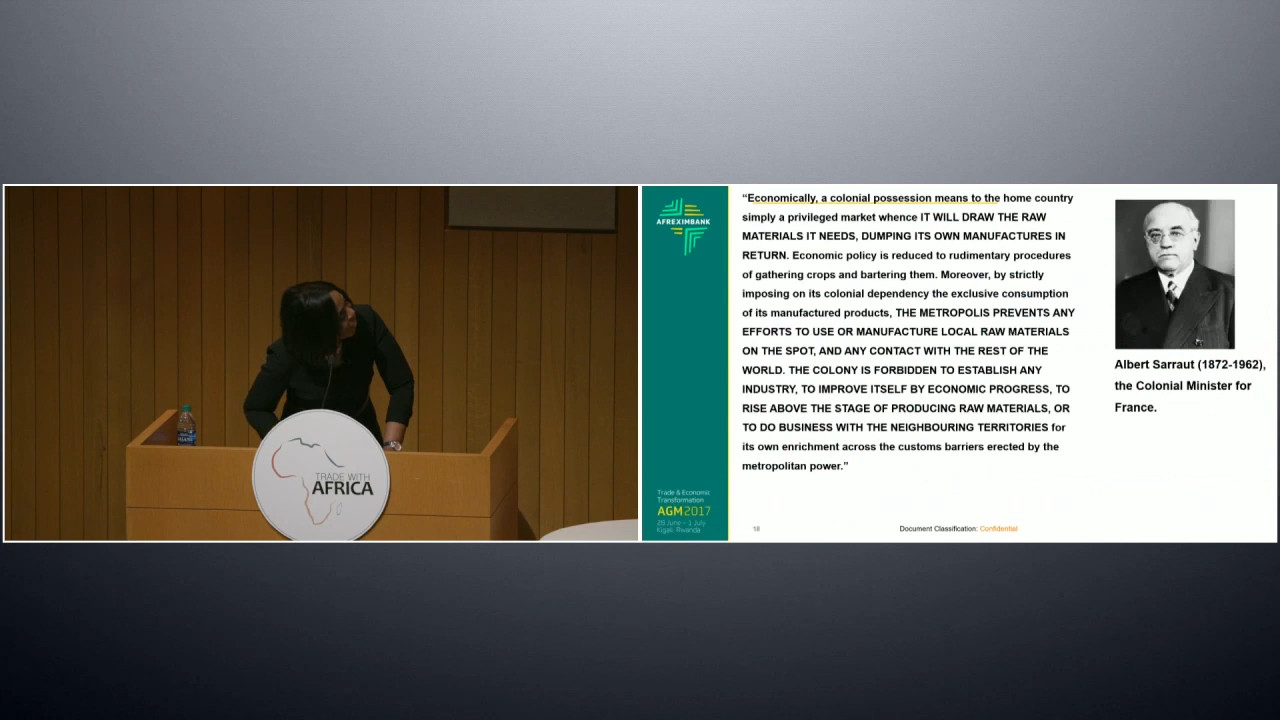 TRADE WITH
AFRICA
AFREXIMBANK
“Economically, a colonial possession means to the home country
simply a privileged market whence IT WILL DRAW THE RAW
MATERIALS IT NEEDS, DUMPING ITS OWN MANUFACTURES IN
RETURN. Economic policy is reduced to rudimentary procedures
of gathering crops and bartering them. Moreover, by strictly
imposing on its colonial dependency the exclusive consumption
of its manufactured products, THE METROPOLIS PREVENTS ANY
EFFORTS TO USE OR MANUFACTURE LOCAL RAW MATERIALS
ON THE SPOT, AND ANY CONTACT WITH THE REST OF THE
WORLD. THE COLONY IS FORBIDDEN TO ESTABLISH ANY
INDUSTRY, TO IMPROVE ITSELF BY ECONOMIC PROGRESS, TO
RISE ABOVE THE STAGE OF PRODUCING RAW MATERIALS, OR
TO DO BUSINESS WITH THE NEIGHBOURING TERRITORIES for
its own enrichment across the customs barriers erected by the
metropolitan power.”
Albert Sarraut (1872-1962),
the Colonial Minister for
France.
Trade & Economic
Transformation
AGM 2017
28 June – 1 July
Kigali, Rwanda
18
Document Classification: Confidential